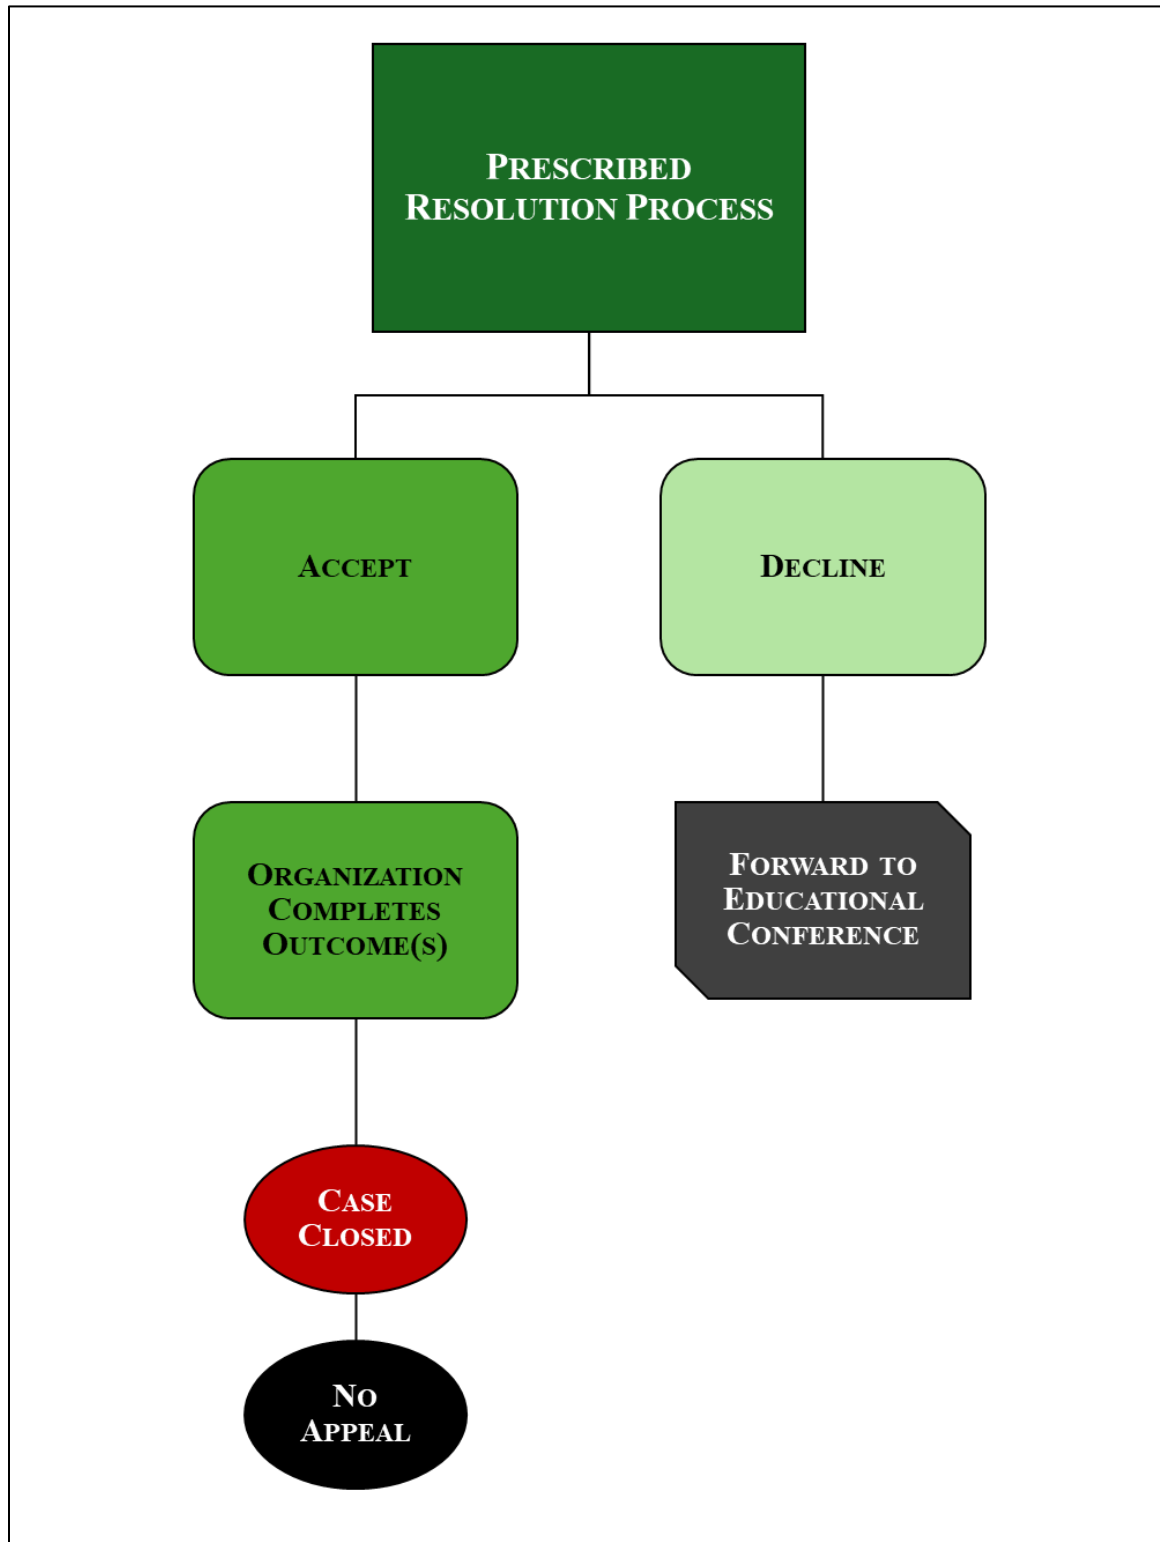 PRESCRIBED
RESOLUTION PROCESS
ACCEPT
DECLINE
ORGANIZATION
COMPLETES
OUTCOME(S)
FORWARD TO
EDUCATIONAL
CONFERENCE
CASE
CLOSED
NO
APPEAL